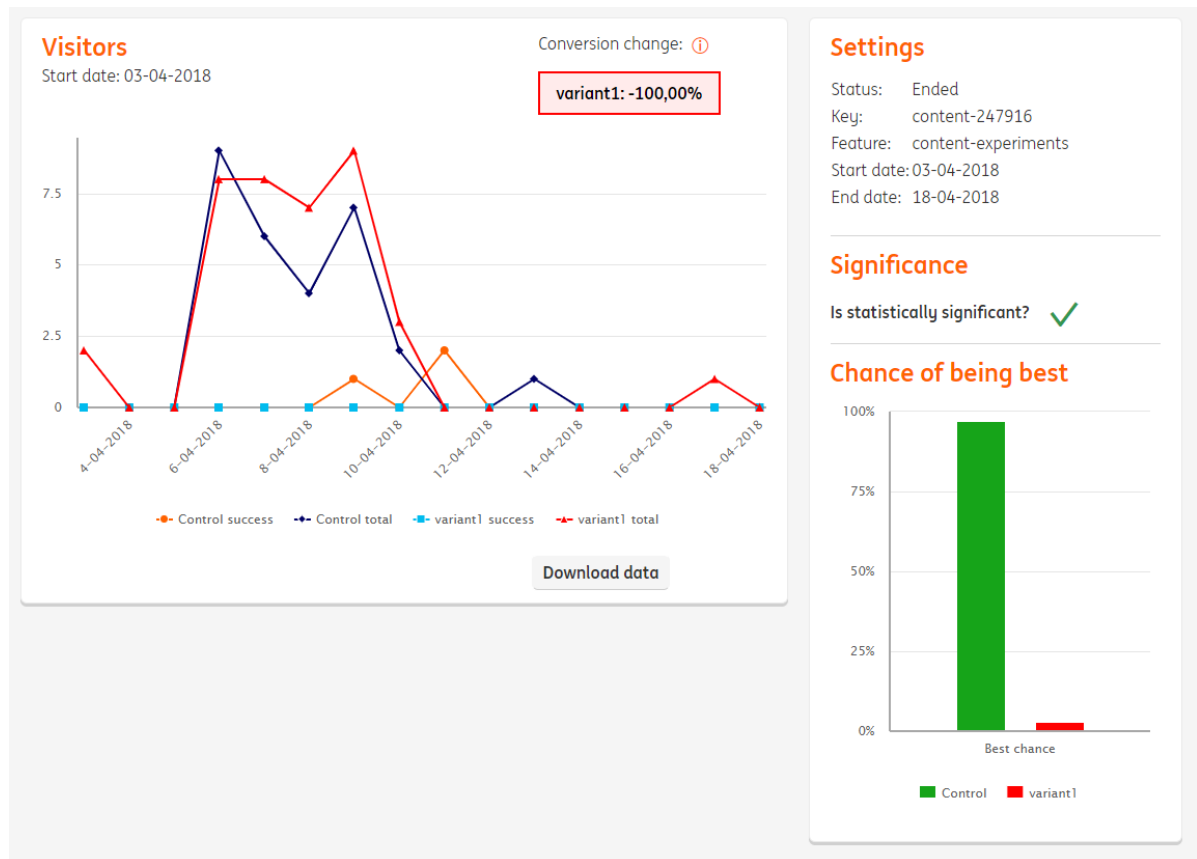 Visitors
Start date: 03-04-2018
Conversion change:
variant1: -100,00%
7.5
5
2.5
0
4-04-2018
6-04-2018
8-04-2018
10-04-2018
12-04-2018
14-04-2018
16-04-2018
18-04-2018
Control success
Control total
variant1 success
variant1 total
Download data
Settings
Status: Ended
Key: content-247916
Feature: content-experiments
Start date: 03-04-2018
End date: 18-04-2018
Significance
Is statistically significant?
Chance of being best
100%
75%
50%
25%
0%
Best chance
Control
variant1